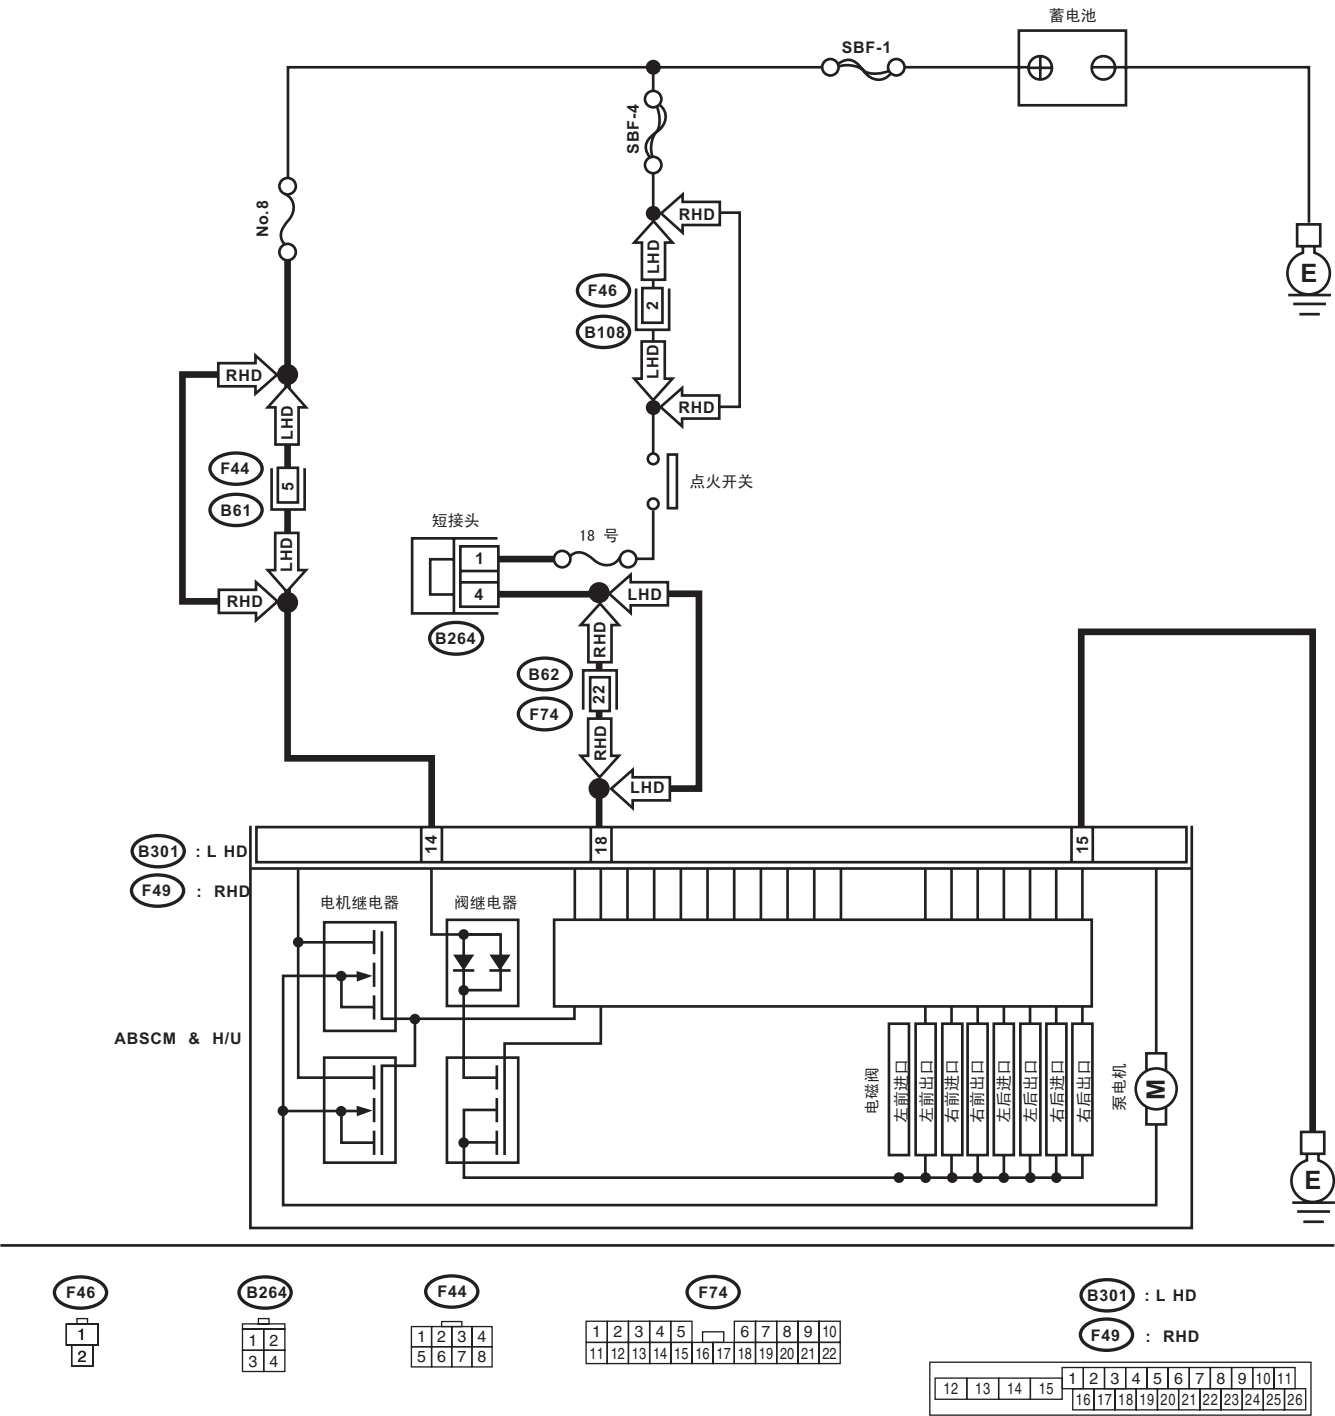 蓄电池
SBF-1
SBF-4
No.8
E
RHD
LHD
F46
2
B108
LHD
RHD
RHD
LHD
F44
5
B61
LHD
RHD
点火开关
短接头
18 号
1
4
B264
LHD
RHD
B62
22
F74
RHD
LHD
14
18
15
B301 : L HD
F49 : RHD
电机继电器
阀继电器
ABSCM & H/U
电磁阀
左前进口
左前出口
右前进口
右前出口
左后进口
左后出口
右后进口
右后出口
泵电机
M
E
F46
1
2
B264
1 2
3 4
F44
1 2 3 4
5 6 7 8
F74
1 2 3 4 5 6 7 8 9 10
11 12 13 14 15 16 17 18 19 20 21 22
B301 : L HD
F49 : RHD
12 13 14 15
1 2 3 4 5 6 7 8 9 10 11
16 17 18 19 20 21 22 23 24 25 26